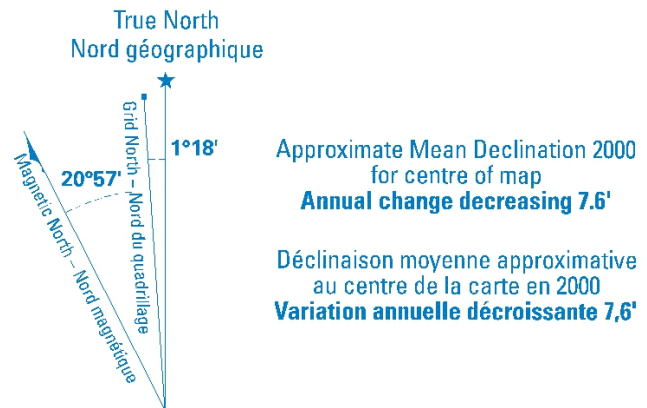 True North
Nord géographique
1°18'
20°57'
Grid North – Nord du quadrillage
Magnetic North – Nord magnétique
Approximate Mean Declination 2000
for centre of map
Annual change decreasing 7.6'
Déclinaison moyenne approximative
au centre de la carte en 2000
Variation annuelle décroissante 7,6'